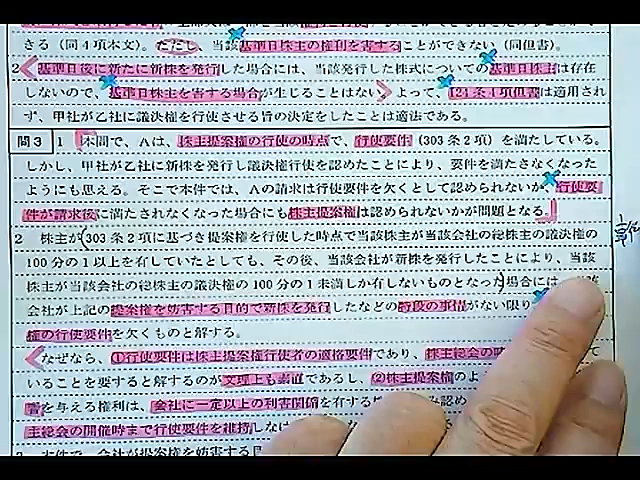 さる（同4項本文）。ただし、当該基準日株主の権利を害することができない（同但書）。
2 基準日後に新たに新株を発行した場合には、当該発行した株式についての基準日株主は存在
しないので、基準日株主を害する場合が生じることはない。よって、124条4項但書は適用され
ず、甲社が乙社に議決権を行使させる旨の決定をしたことは適法である。
問3 1 本問で、Aは、株主提案権の行使の時点で、行使要件（303条2項）を満たしている。
しかし、甲社が乙社に新株を発行し議決権行使を認めたことにより、要件を満たさなくなった
ようにも思える。そこで本件では、Aの請求は行使要件を欠くとして認められないか、行使要
件が請求後に満たされなくなった場合にも株主提案権は認められないかが問題となる。
2 株主が303条2項に基づき提案権を行使した時点で当該株主が当該会社の総株主の議決権の
100分の1以上を有していたとしても、その後、当該会社が新株を発行したことにより、当該
株主が当該会社の総株主の議決権の100分の1未満しか有しないものとなった場合には、
会社が上記の提案権を妨害する目的で新株を発行したなどの特段の事情がない限り
権の行使要件を欠くものと解する。
なぜなら、①行使要件は株主提案権行使者の適格要件であり、株主総会の
いることを要すると解するのが文理上も素直であるし、②株主提案権のよ
響を与える権利は、会社に一定以上の利害関係を有する
主総会の開催時まで行使要件を維持しな